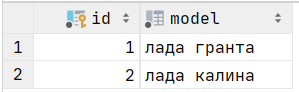 id model
1 1 лада гранта
2 2 лада калина